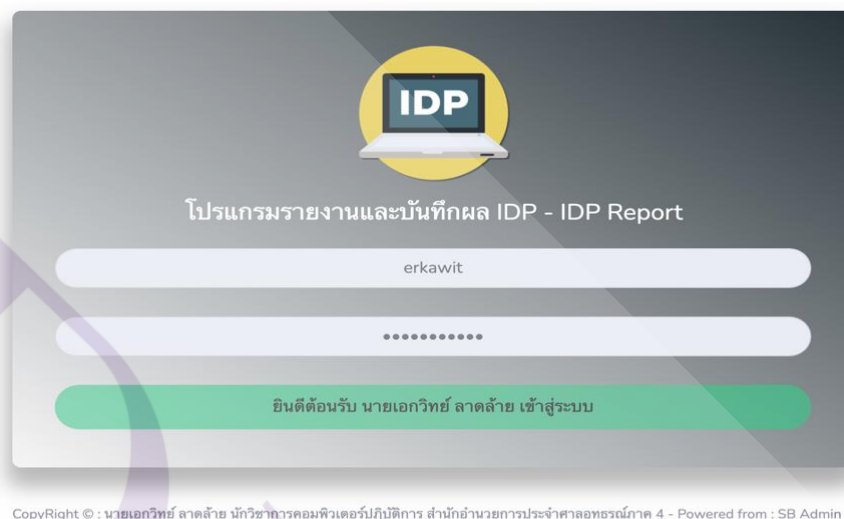 IDP
โปรแกรมรายงานและบันทึกผล IDP - IDP Report
erkawit
ยินดีต้อนรับ นายเอกวิทย์ ลาดล้าย เข้าสู่ระบบ
CopyRight © : นายเอกวิทย์ ลาดล้าย นักวิชาการคอมพิวเตอร์ปฏิบัติการ สำนักอำนวยการประจำศาลอุทธรณ์ภาค 4 - Powered from : SB Admin